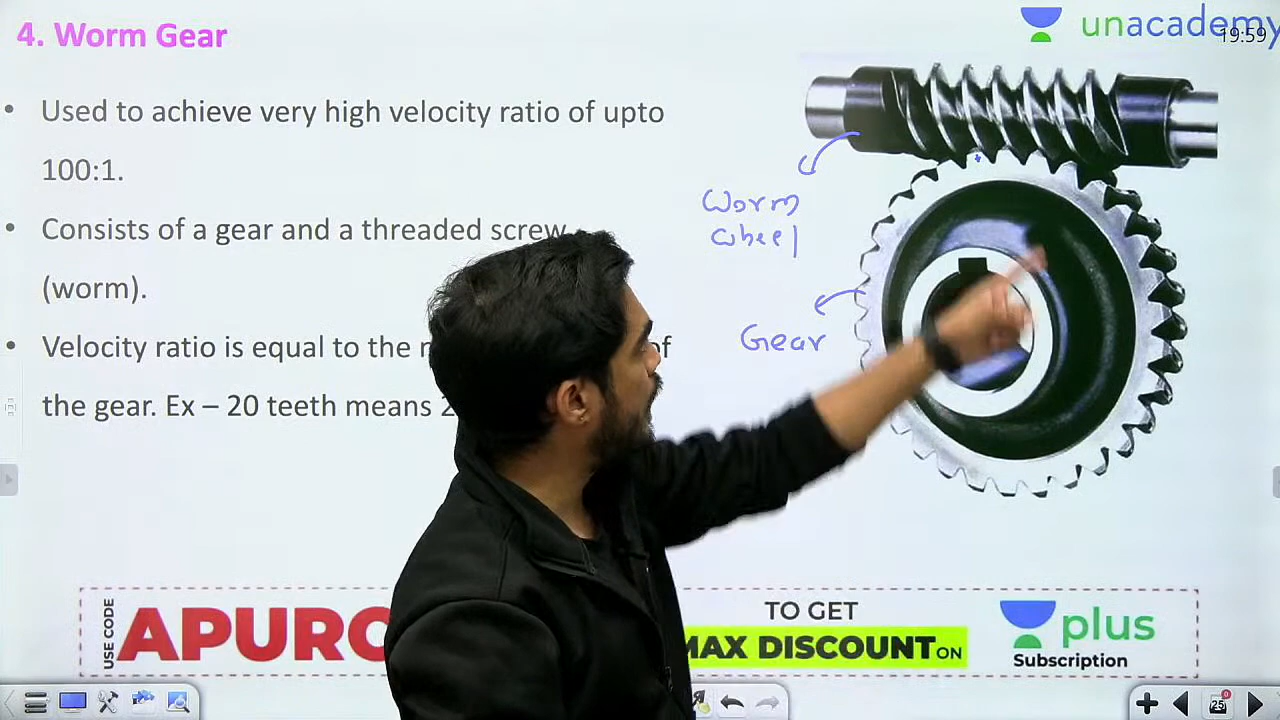 4. Worm Gear
unacademy
19:59
• Used to achieve very high velocity ratio of upto
100:1.
• Consists of a gear and a threaded screw
(worm).
• Velocity ratio is equal to the
the gear. Ex – 20 teeth means
Worm
wheel
Gear
USE CODE
TO GET
MAX DISCOUNT ON
plus
Subscription
25